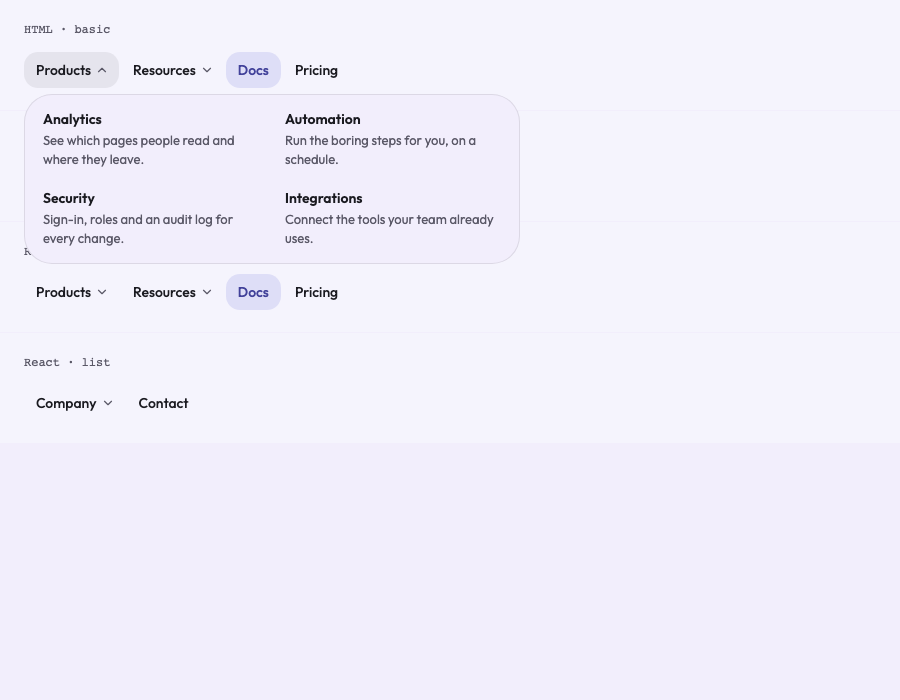 HTML · basic
Products Resources Docs Pricing
Analytics Automation
See which pages people read and Run the boring steps for you, on a
where they leave. schedule.
Security Integrations
Sign-in, roles and an audit log for Connect the tools your team already
every change. uses.
Products Resources Docs Pricing
React · list
Company Contact